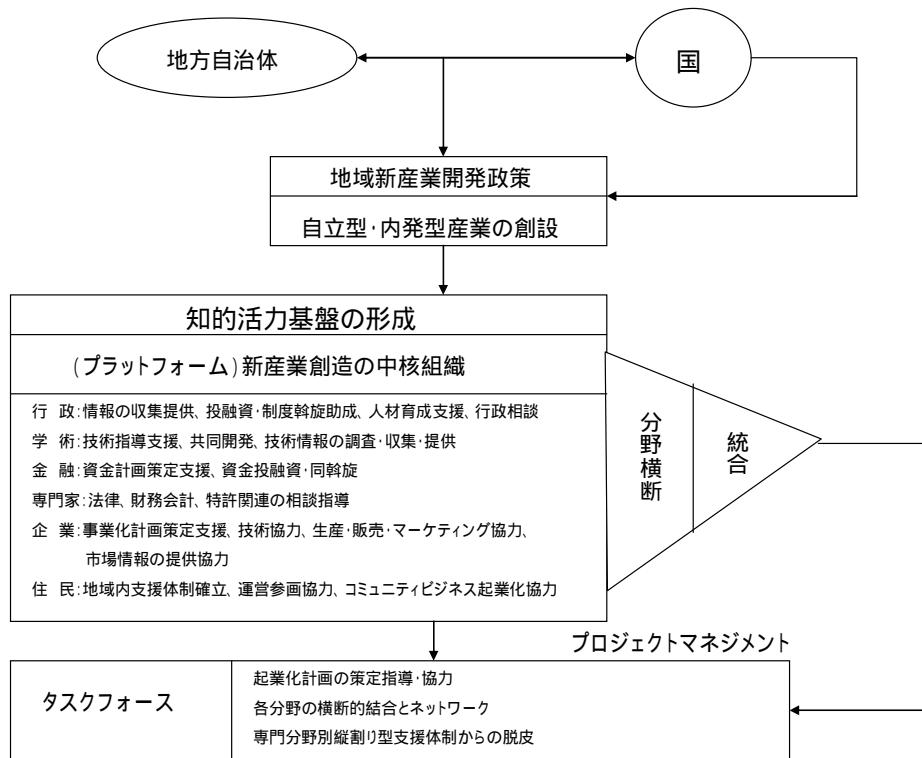 地方自治体
国
地域新産業開発政策
自立型・内発型産業の創設
知的活力基盤の形成
(プラットフォーム)新産業創造の中核組織
行 政:情報の収集提供、投融資・制度斡旋助成、人材育成支援、行政相談
学 術:技術指導支援、共同開発、技術情報の調査・収集・提供
金 融:資金計画策定支援、資金投融資・同斡旋
専門家:法律、財務会計、特許関連の相談指導
企 業:事業化計画策定支援、技術協力、生産・販売・マーケティング協力、
市場情報の提供協力
住 民:地域内支援体制確立、運営参画協力、コミュニティビジネス起業化協力
分野横断
統合
プロジェクトマネジメント
タスクフォース
起業化計画の策定指導・協力
各分野の横断的結合とネットワーク
専門分野別縦割り型支援体制からの脱皮